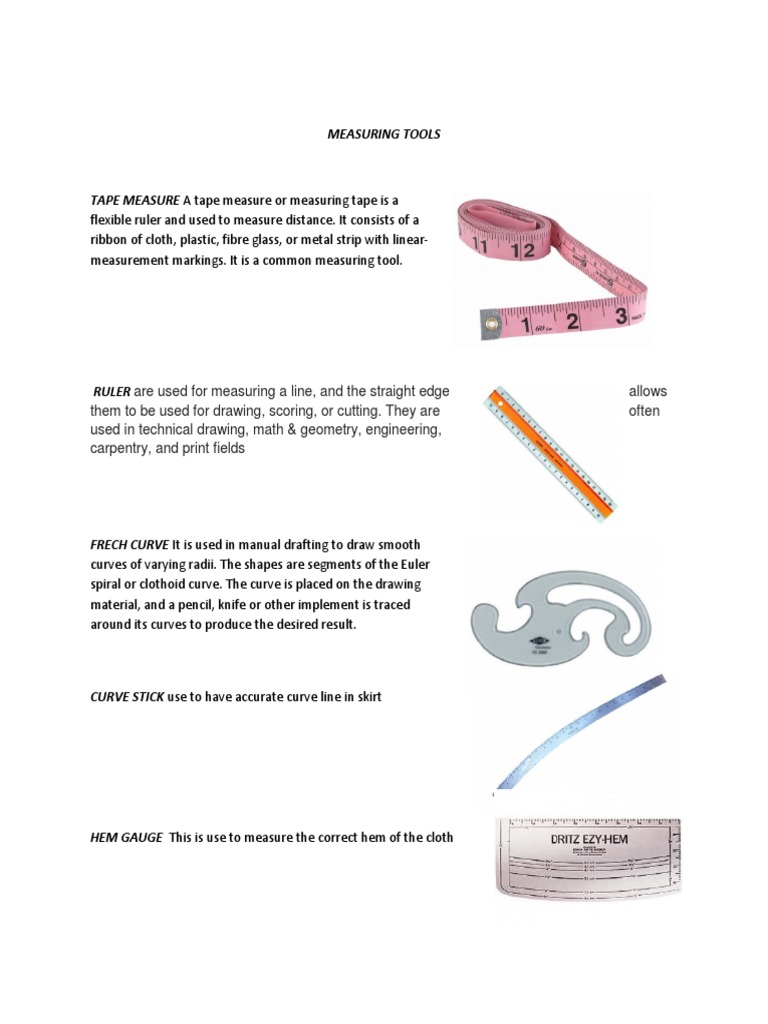 MEASURING TOOLS
TAPE MEASURE A tape measure or measuring tape is a
flexible ruler and used to measure distance. It consists of a
ribbon of cloth, plastic, fibre glass, or metal strip with linear-
measurement markings. It is a common measuring tool.
11 12
1 60 in. 2 3
RULER are used for measuring a line, and the straight edge allows
them to be used for drawing, scoring, or cutting. They are often
used in technical drawing, math & geometry, engineering,
carpentry, and print fields
FRECH CURVE It is used in manual drafting to draw smooth
curves of varying radii. The shapes are segments of the Euler
spiral or clothoid curve. The curve is placed on the drawing
material, and a pencil, knife or other implement is traced
around its curves to produce the desired result.
CURVE STICK use to have accurate curve line in skirt
HEM GAUGE This is use to measure the correct hem of the cloth
DRITZ EZY-HEM